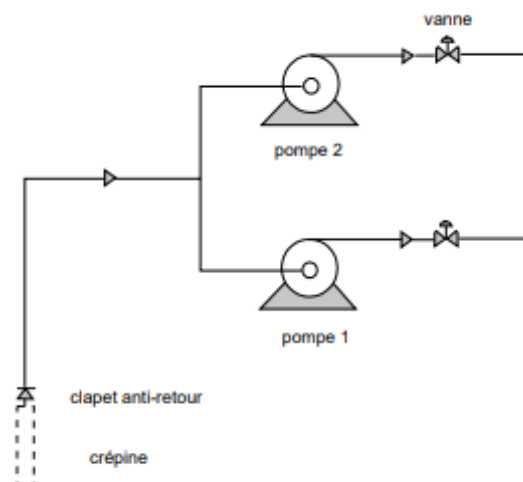 vanne
pompe 2
pompe 1
clapet anti-retour
crépine